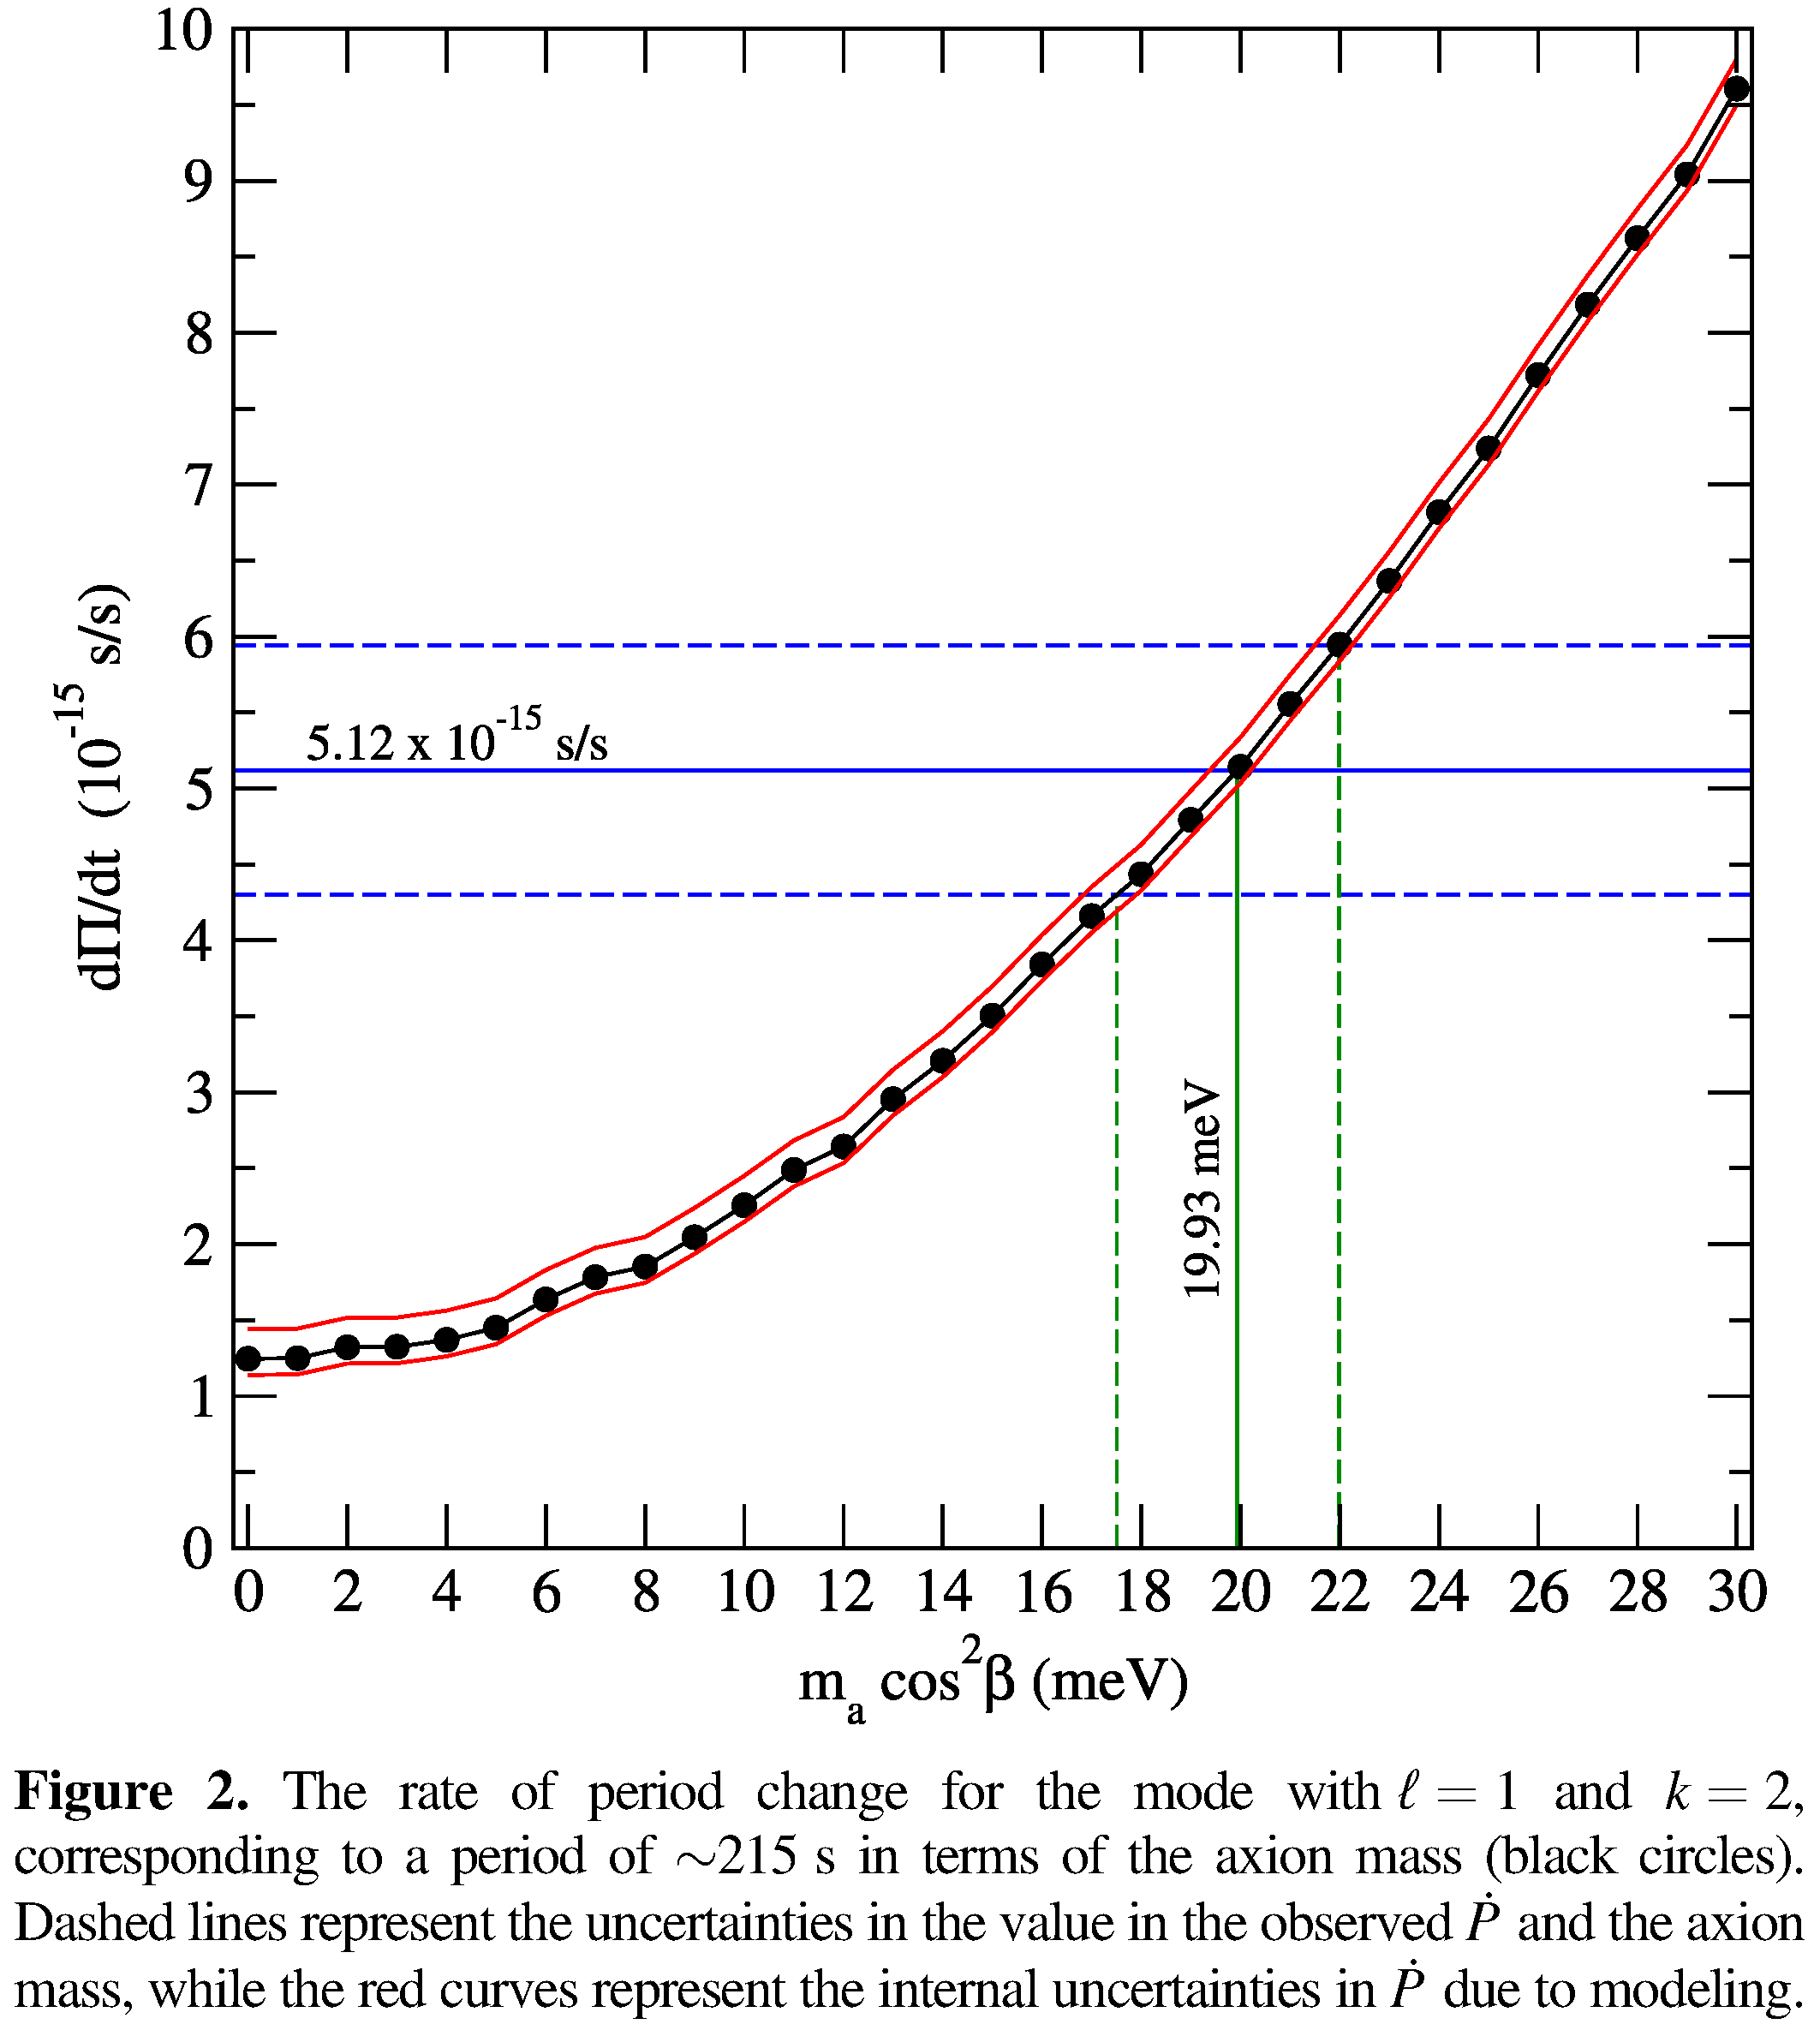 10
9
8
7
6
5
4
3
2
1
0
dΠ/dt (10⁻¹⁵ s/s)
5.12 x 10⁻¹⁵ s/s
19.93 meV
0 2 4 6 8 10 12 14 16 18 20 22 24 26 28 30
mₐ cos²β (meV)
Figure 2. The rate of period change for the mode with ℓ = 1 and k = 2,
corresponding to a period of ∼215 s in terms of the axion mass (black circles).
Dashed lines represent the uncertainties in the value in the observed Ṗ and the axion
mass, while the red curves represent the internal uncertainties in Ṗ due to modeling.